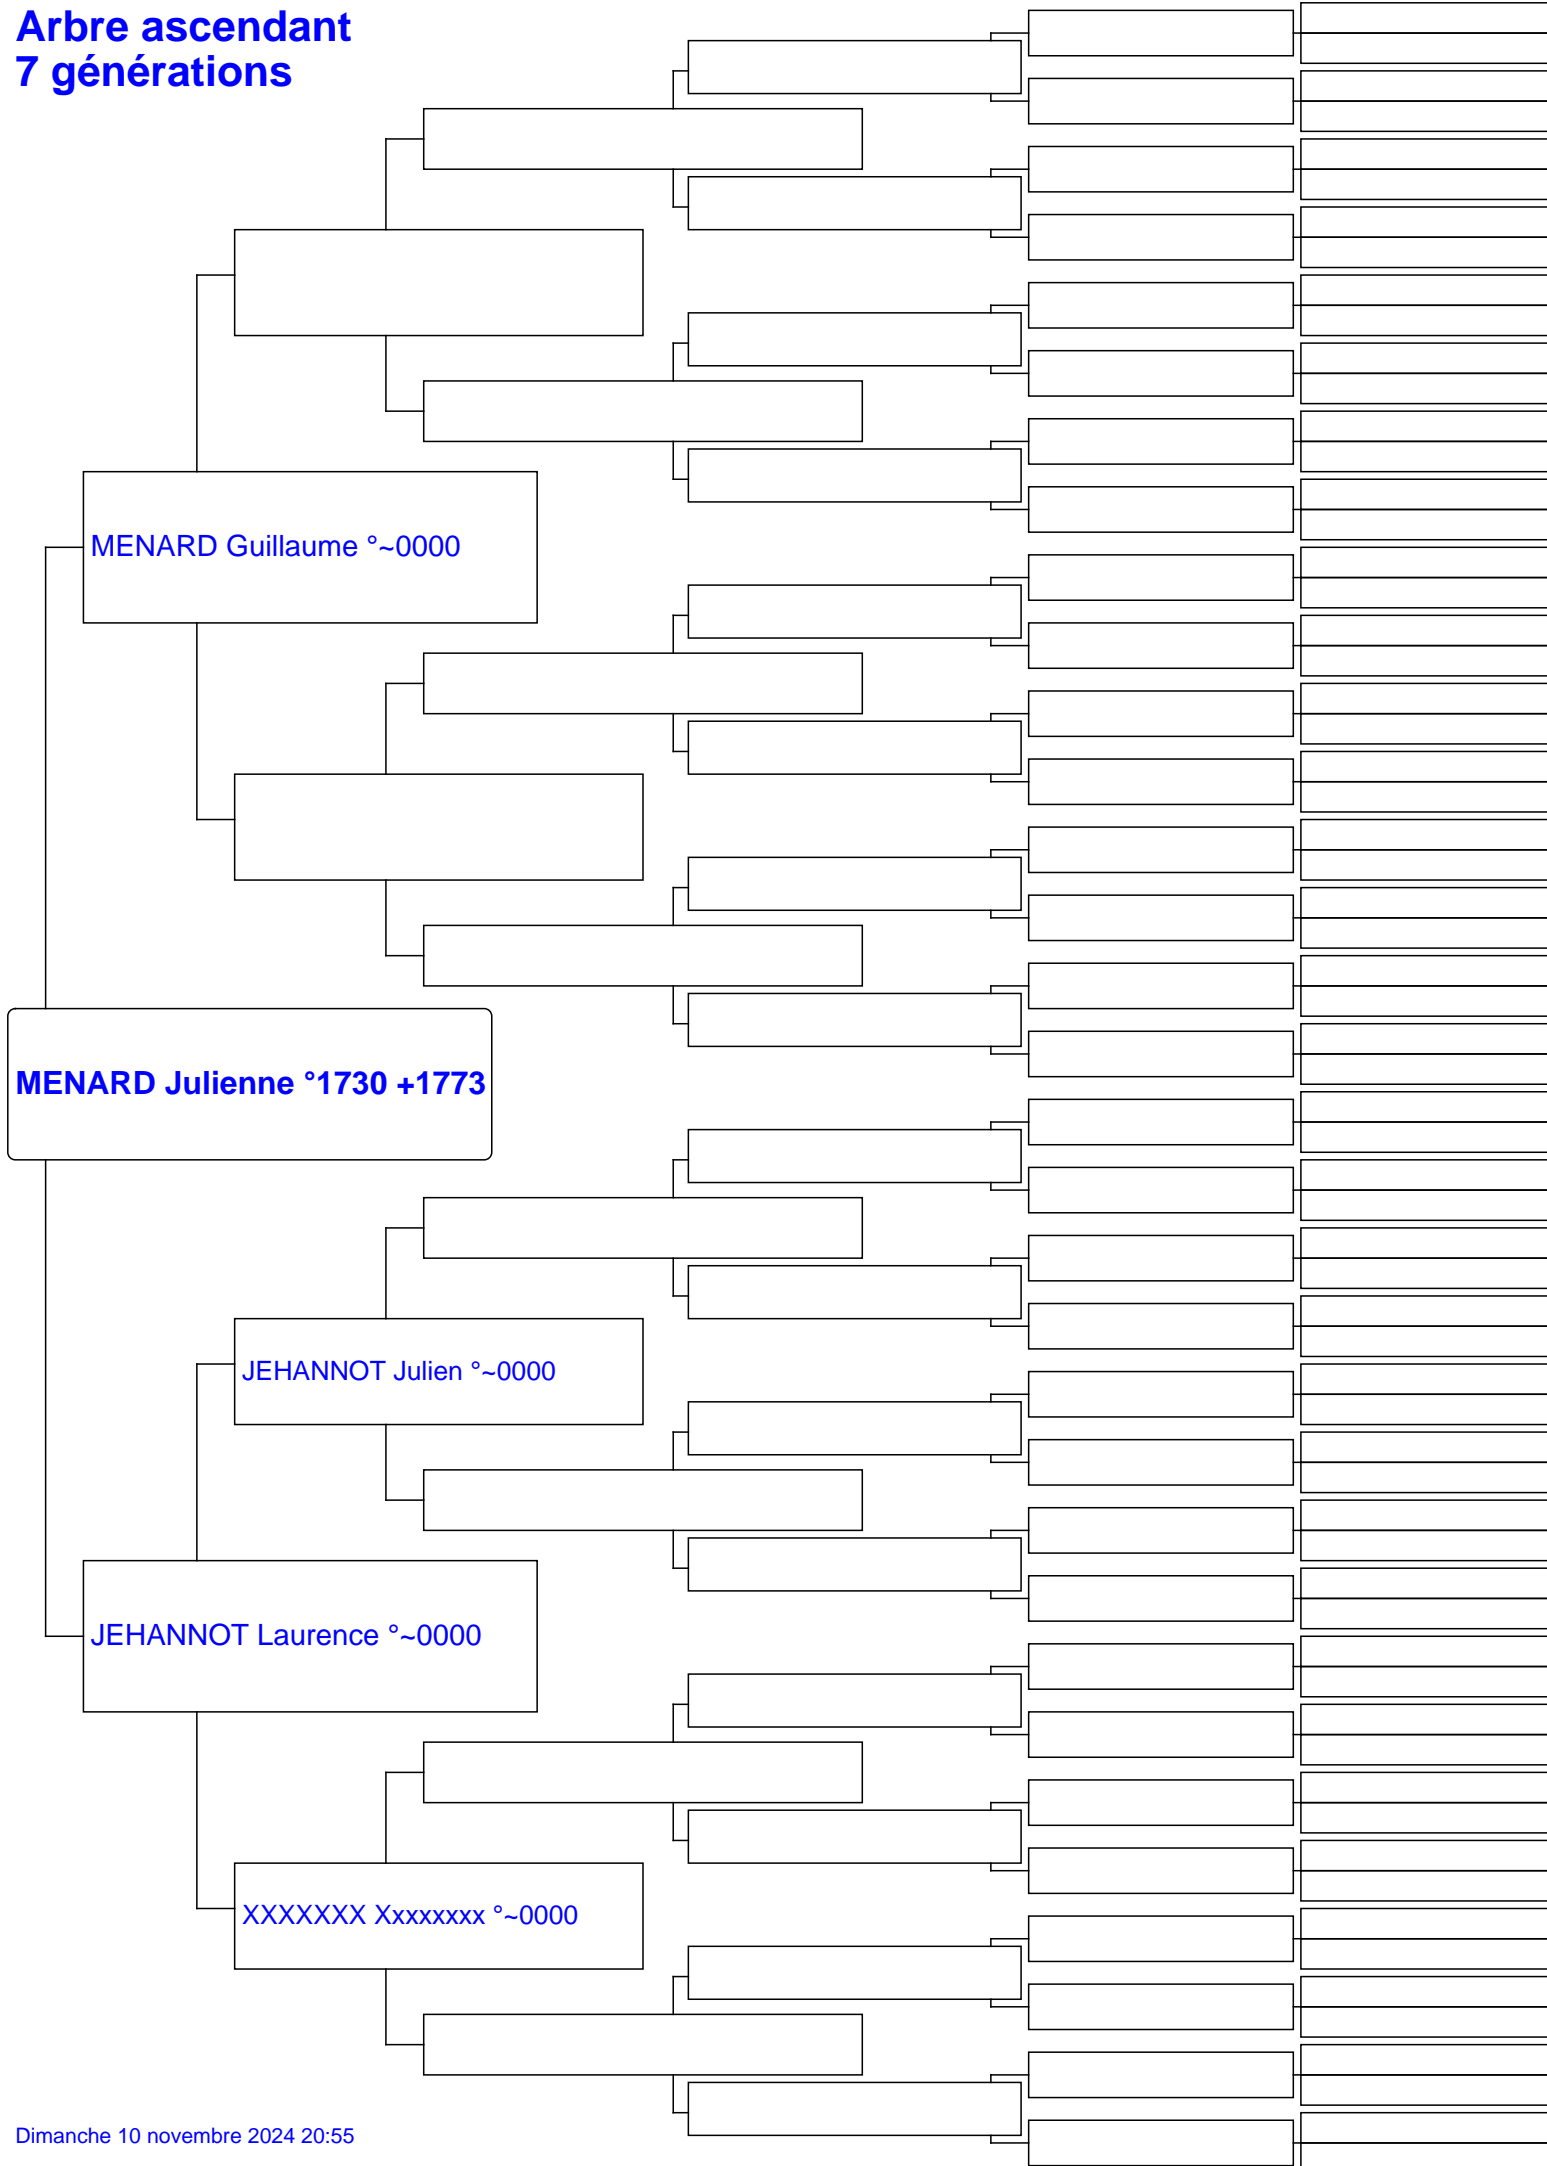 Arbre ascendant
7 générations
MENARD Guillaume °~0000
MENARD Julienne °1730 +1773
JEHANNOT Julien °~0000
JEHANNOT Laurence °~0000
XXXXXXX Xxxxxxxx °~0000
Dimanche 10 novembre 2024 20:55